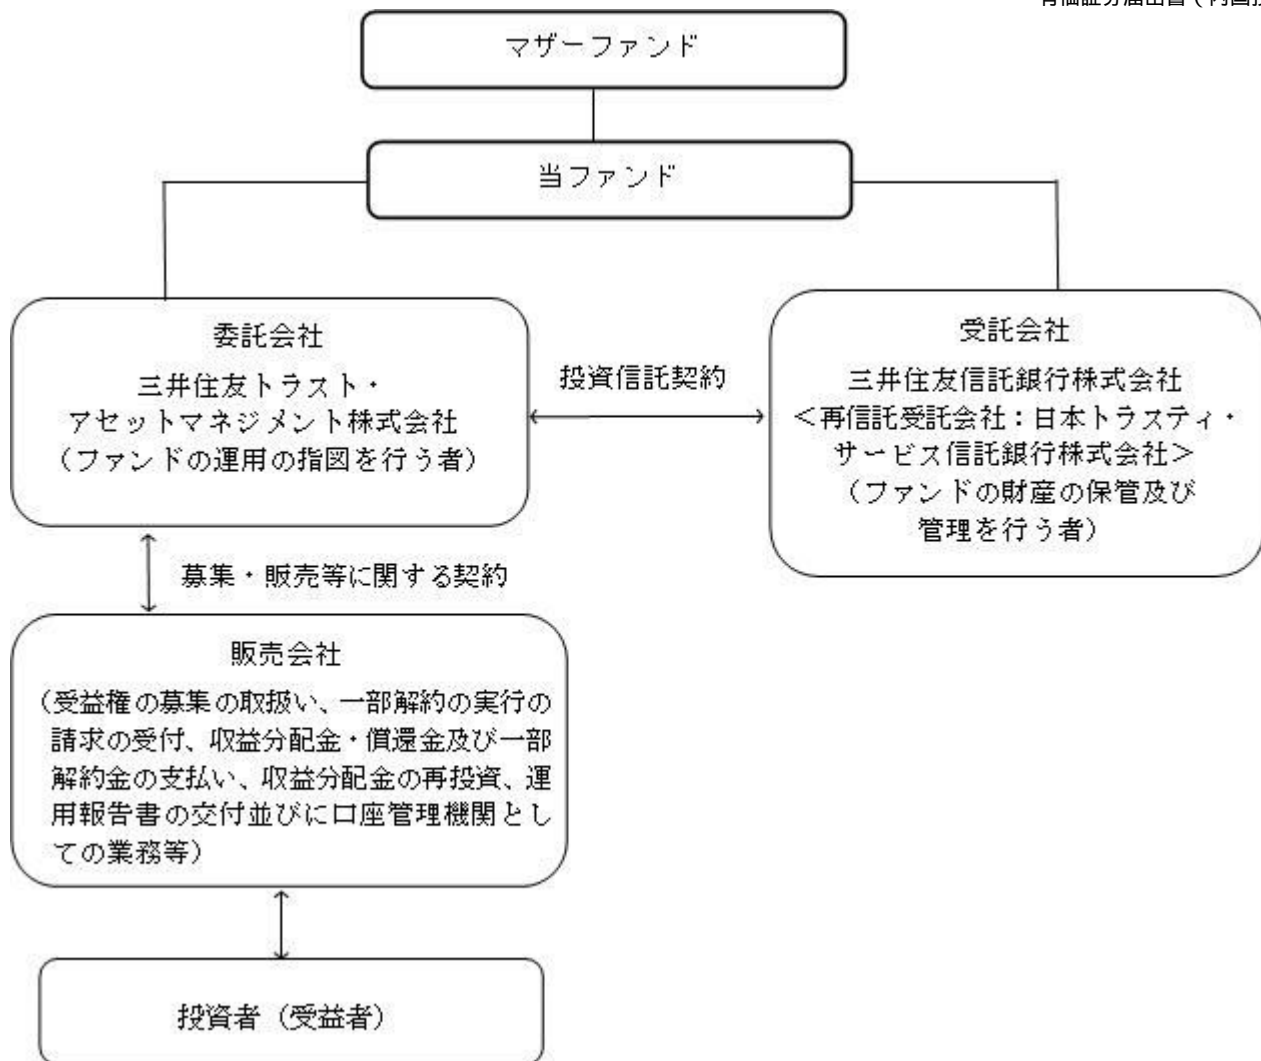 有価証券届出書（内国投
マザーファンド
当ファンド
委託会社
三井住友トラスト・
アセットマネジメント株式会社
（ファンドの運用の指図を行う者）
投資信託契約
受託会社
三井住友信託銀行株式会社
＜再信託受託会社：日本トラスティ・
サービス信託銀行株式会社＞
（ファンドの財産の保管及び
管理を行う者）
募集・販売等に関する契約
販売会社
（受益権の募集の取扱い、一部解約の実行の
請求の受付、収益分配金・償還金及び一部
解約金の支払い、収益分配金の再投資、運
用報告書の交付並びに口座管理機関とし
ての業務等）
投資者（受益者）